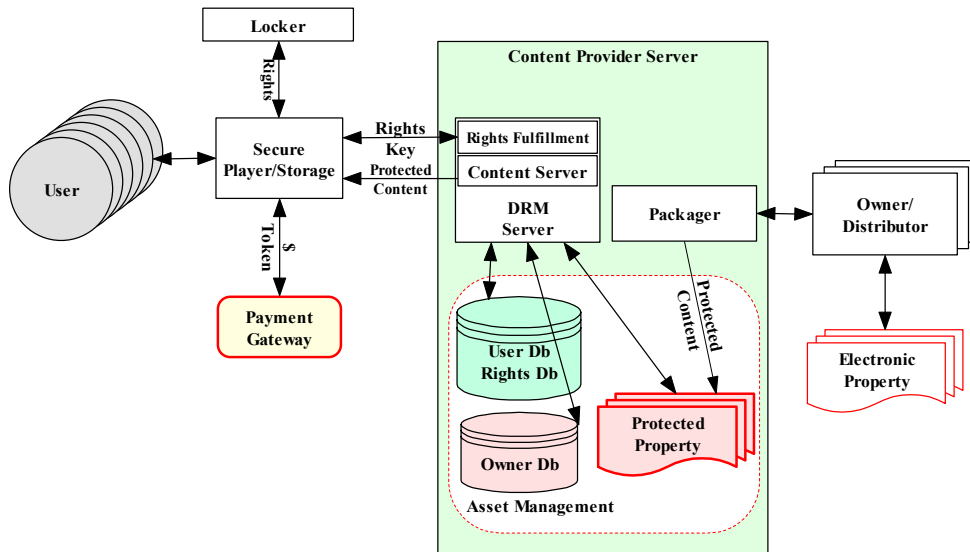 Locker
Rights
User
Secure
Player/Storage
Rights
Key
Protected
Content
$
Token
Payment
Gateway
Content Provider Server
Rights Fulfillment
Content Server
DRM
Server
Packager
Protected
Content
User Db
Rights Db
Owner Db
Protected
Property
Asset Management
Owner/
Distributor
Electronic
Property